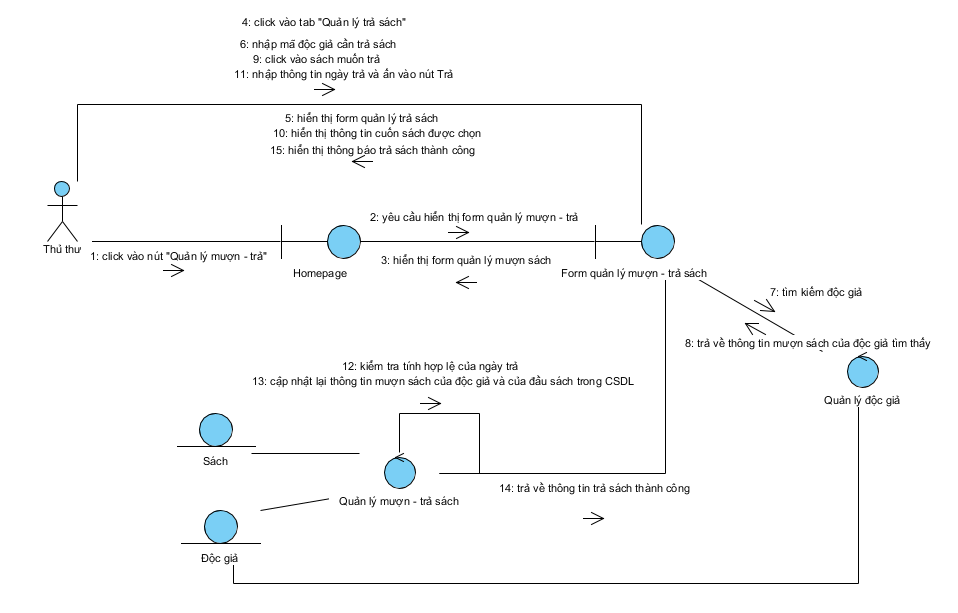 4: click vào tab "Quản lý trả sách"
6: nhập mã độc giả cần trả sách
9: click vào sách muốn trả
11: nhập thông tin ngày trả và ấn vào nút Trả
5: hiển thị form quản lý trả sách
10: hiển thị thông tin cuốn sách được chọn
15: hiển thị thông báo trả sách thành công
2: yêu cầu hiển thị form quản lý mượn - trả
Thủ thư
1: click vào nút "Quản lý mượn - trả"
3: hiển thị form quản lý mượn sách
Homepage
Form quản lý mượn - trả sách
7: tìm kiếm độc giả
8: trả về thông tin mượn sách của độc giả tìm thấy
12: kiểm tra tính hợp lệ của ngày trả
13: cập nhật lại thông tin mượn sách của độc giả và của đầu sách trong CSDL
Quản lý độc giả
Sách
14: trả về thông tin trả sách thành công
Quản lý mượn - trả sách
Độc giả